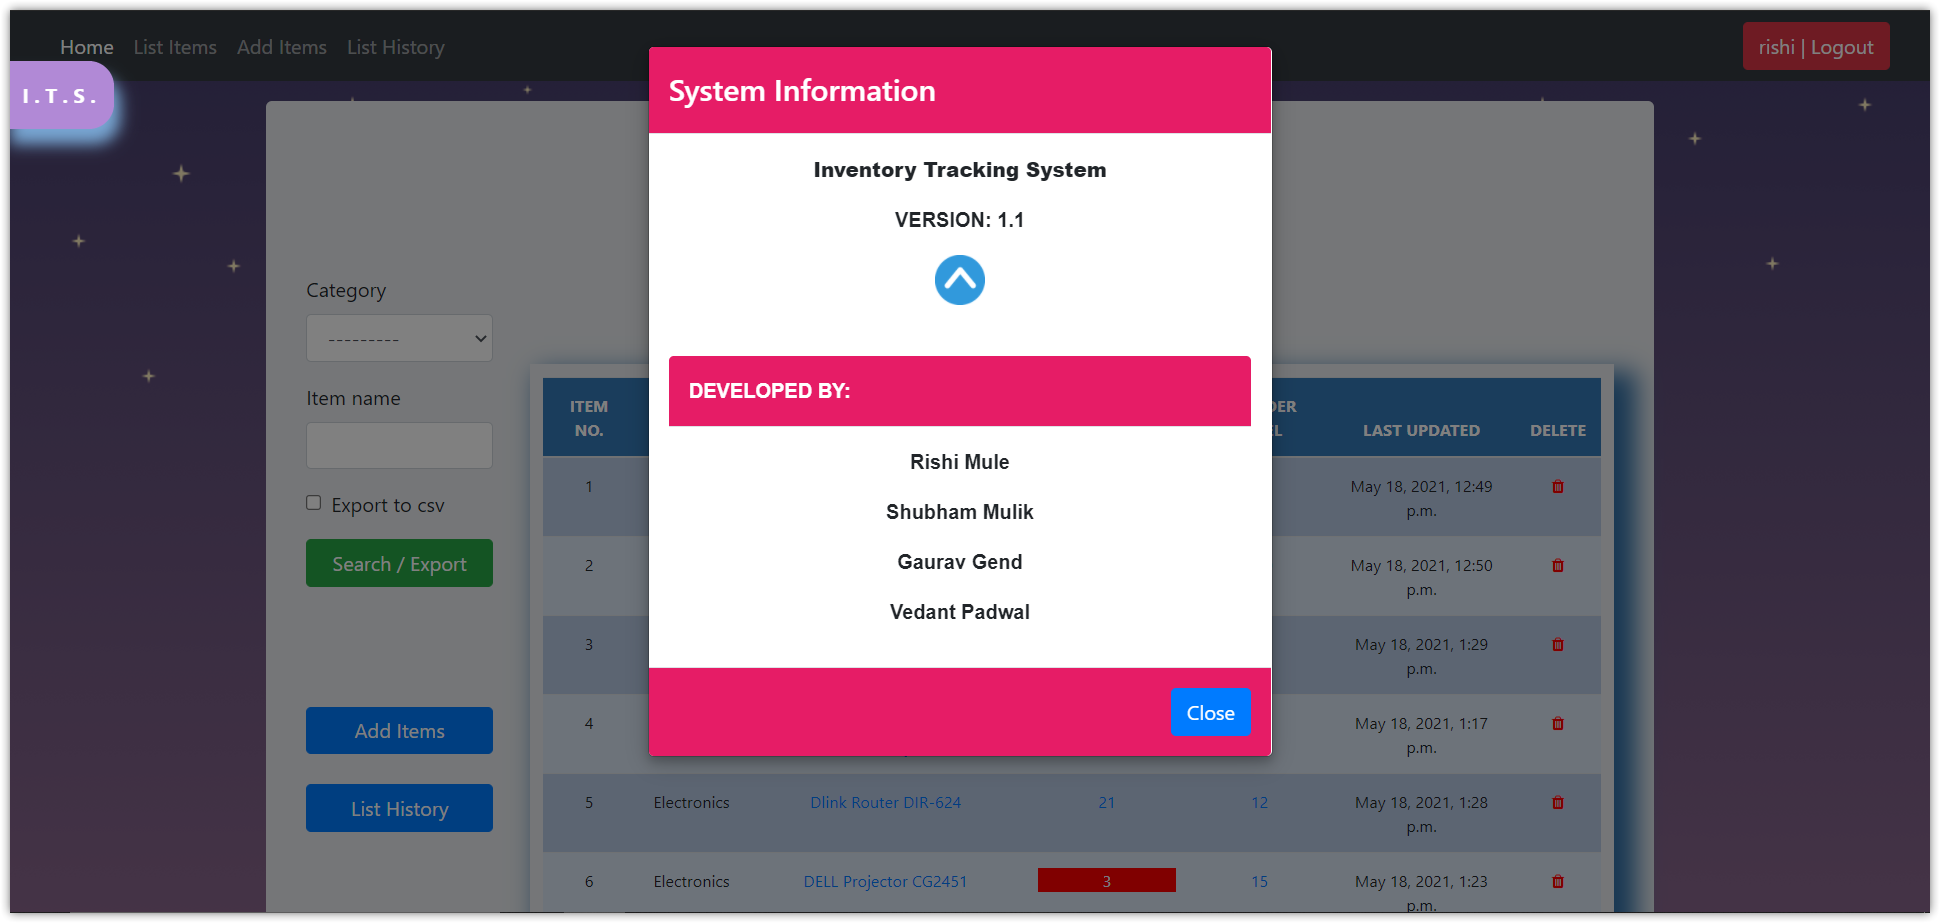 Home List Items Add Items List History
rishi | Logout
I.T.S.
System Information
Inventory Tracking System
VERSION: 1.1
DEVELOPED BY:
Rishi Mule
Shubham Mulik
Gaurav Gend
Vedant Padwal
Close
Category
---------
Item name
Export to csv
Search / Export
Add Items
List History
ITEM
NO.
LAST UPDATED
DELETE
1 May 18, 2021, 12:49
p.m.
2 May 18, 2021, 12:50
p.m.
3 May 18, 2021, 1:29
p.m.
4 May 18, 2021, 1:17
p.m.
5 Electronics Dlink Router DIR-624 21 12 May 18, 2021, 1:28
p.m.
6 Electronics DELL Projector CG2451 3 15 May 18, 2021, 1:23
p.m.